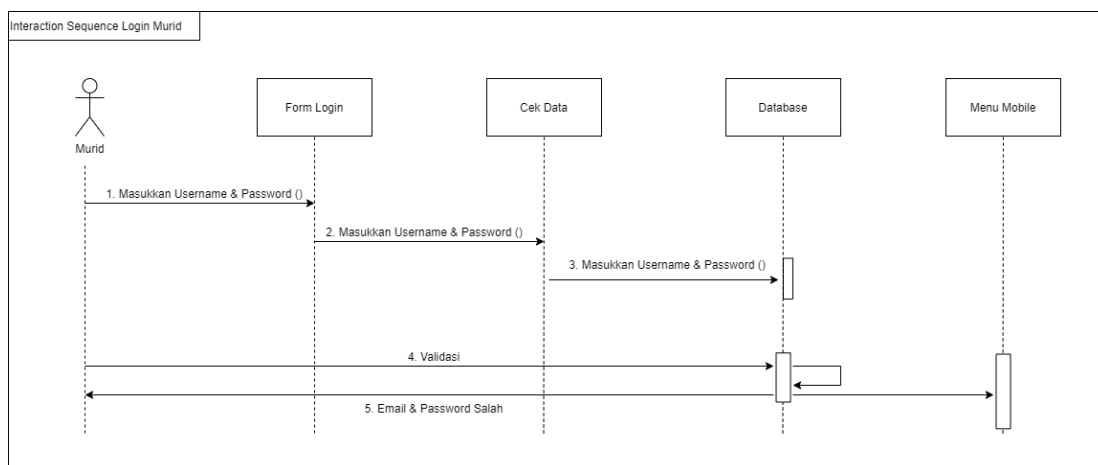 Interaction Sequence Login Murid
Murid
Form Login
Cek Data
Database
Menu Mobile
1. Masukkan Username & Password ()
2. Masukkan Username & Password ()
3. Masukkan Username & Password ()
4. Validasi
5. Email & Password Salah